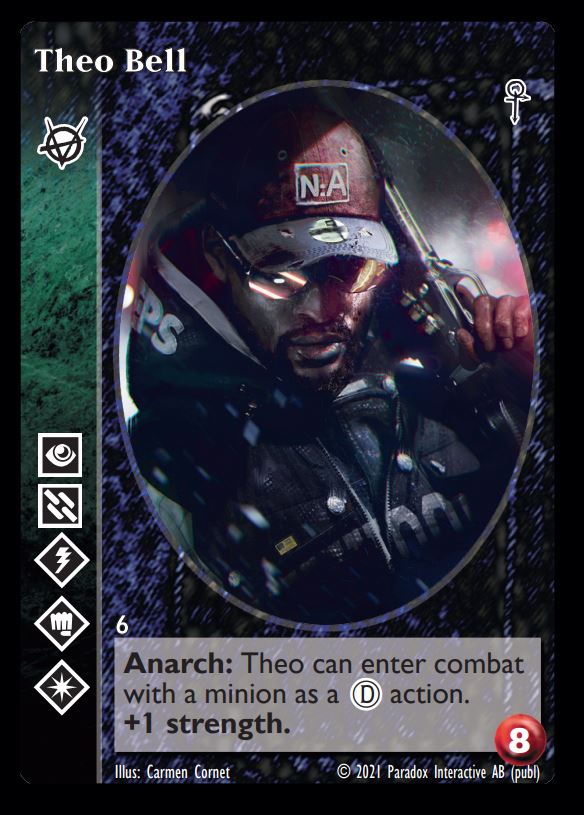 Theo Bell
N:A
PS
6
Anarch: Theo can enter combat
with a minion as a Ⓓ action.
+1 strength.
8
Illus: Carmen Cornet © 2021 Paradox Interactive AB (publ)